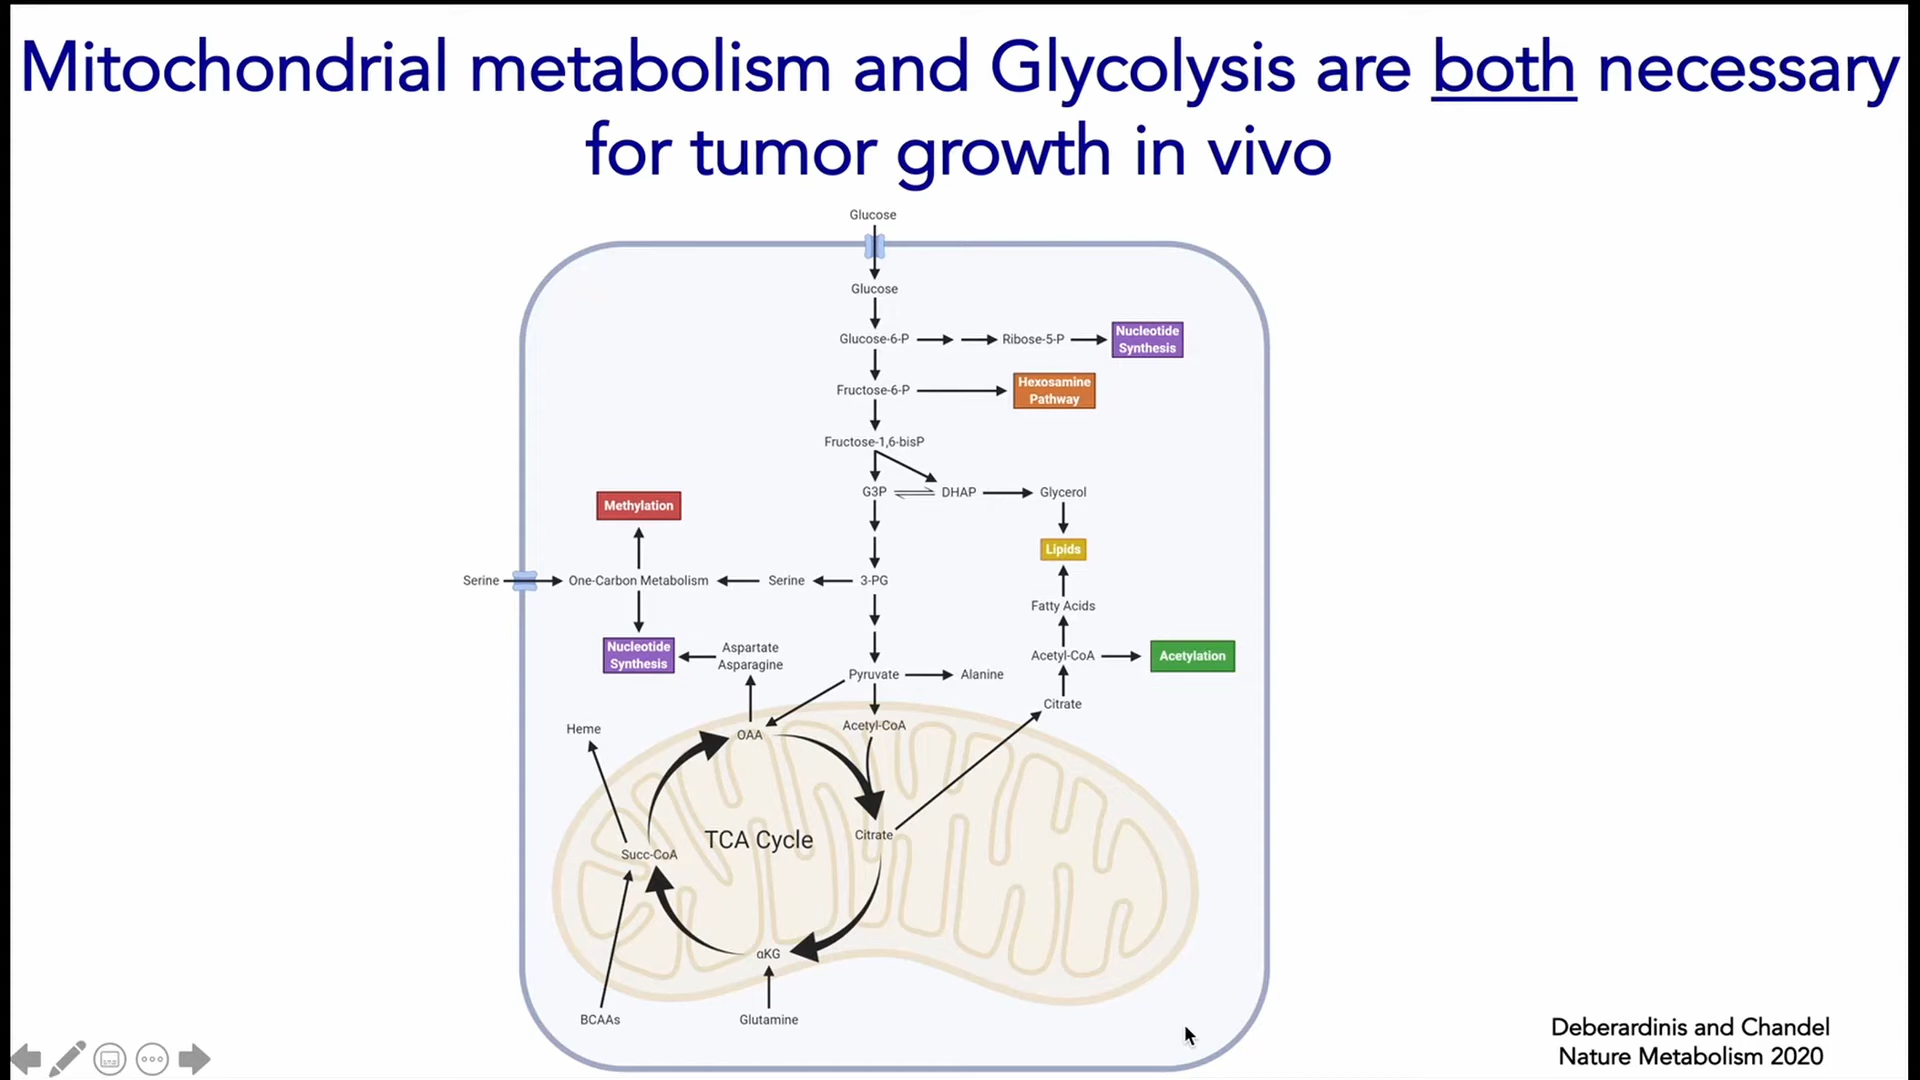 Mitochondrial metabolism and Glycolysis are both necessary
for tumor growth in vivo
Glucose
Glucose
Glucose-6-P
Ribose-5-P
Nucleotide
Synthesis
Fructose-6-P
Hexosamine
Pathway
Fructose-1,6-bisP
G3P
DHAP
Glycerol
Methylation
Lipids
Serine
One-Carbon Metabolism
Serine
3-PG
Fatty Acids
Nucleotide
Synthesis
Aspartate
Asparagine
Acetyl-CoA
Acetylation
Pyruvate
Alanine
Citrate
Heme
OAA
Acetyl-CoA
TCA Cycle
Citrate
Succ-CoA
αKG
BCAAs
Glutamine
Deberardinis and Chandel
Nature Metabolism 2020